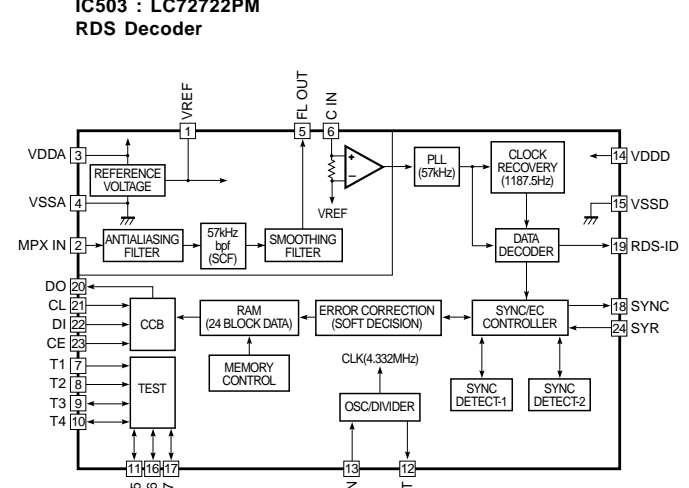 IC503 : LC72722PM
RDS Decoder
VREF
FL OUT
C IN
1
5
6
VDDA 3
REFERENCE
VOLTAGE
VSSA 4
MPX IN 2
ANTIALIASING
FILTER
57kHz
bpf
(SCF)
SMOOTHING
FILTER
+
−
VREF
PLL
(57kHz)
CLOCK
RECOVERY
(1187.5Hz)
DATA
DECODER
14 VDDD
15 VSSD
19 RDS-ID
DO 20
CL 21
DI 22
CE 23
CCB
RAM
(24 BLOCK DATA)
ERROR CORRECTION
(SOFT DECISION)
SYNC/EC
CONTROLLER
18 SYNC
24 SYR
T1 7
T2 8
T3 9
T4 10
TEST
MEMORY
CONTROL
CLK(4.332MHz)
OSC/DIVIDER
SYNC
DETECT-1
SYNC
DETECT-2
11 16 17
13
12
5
6
7
N
T